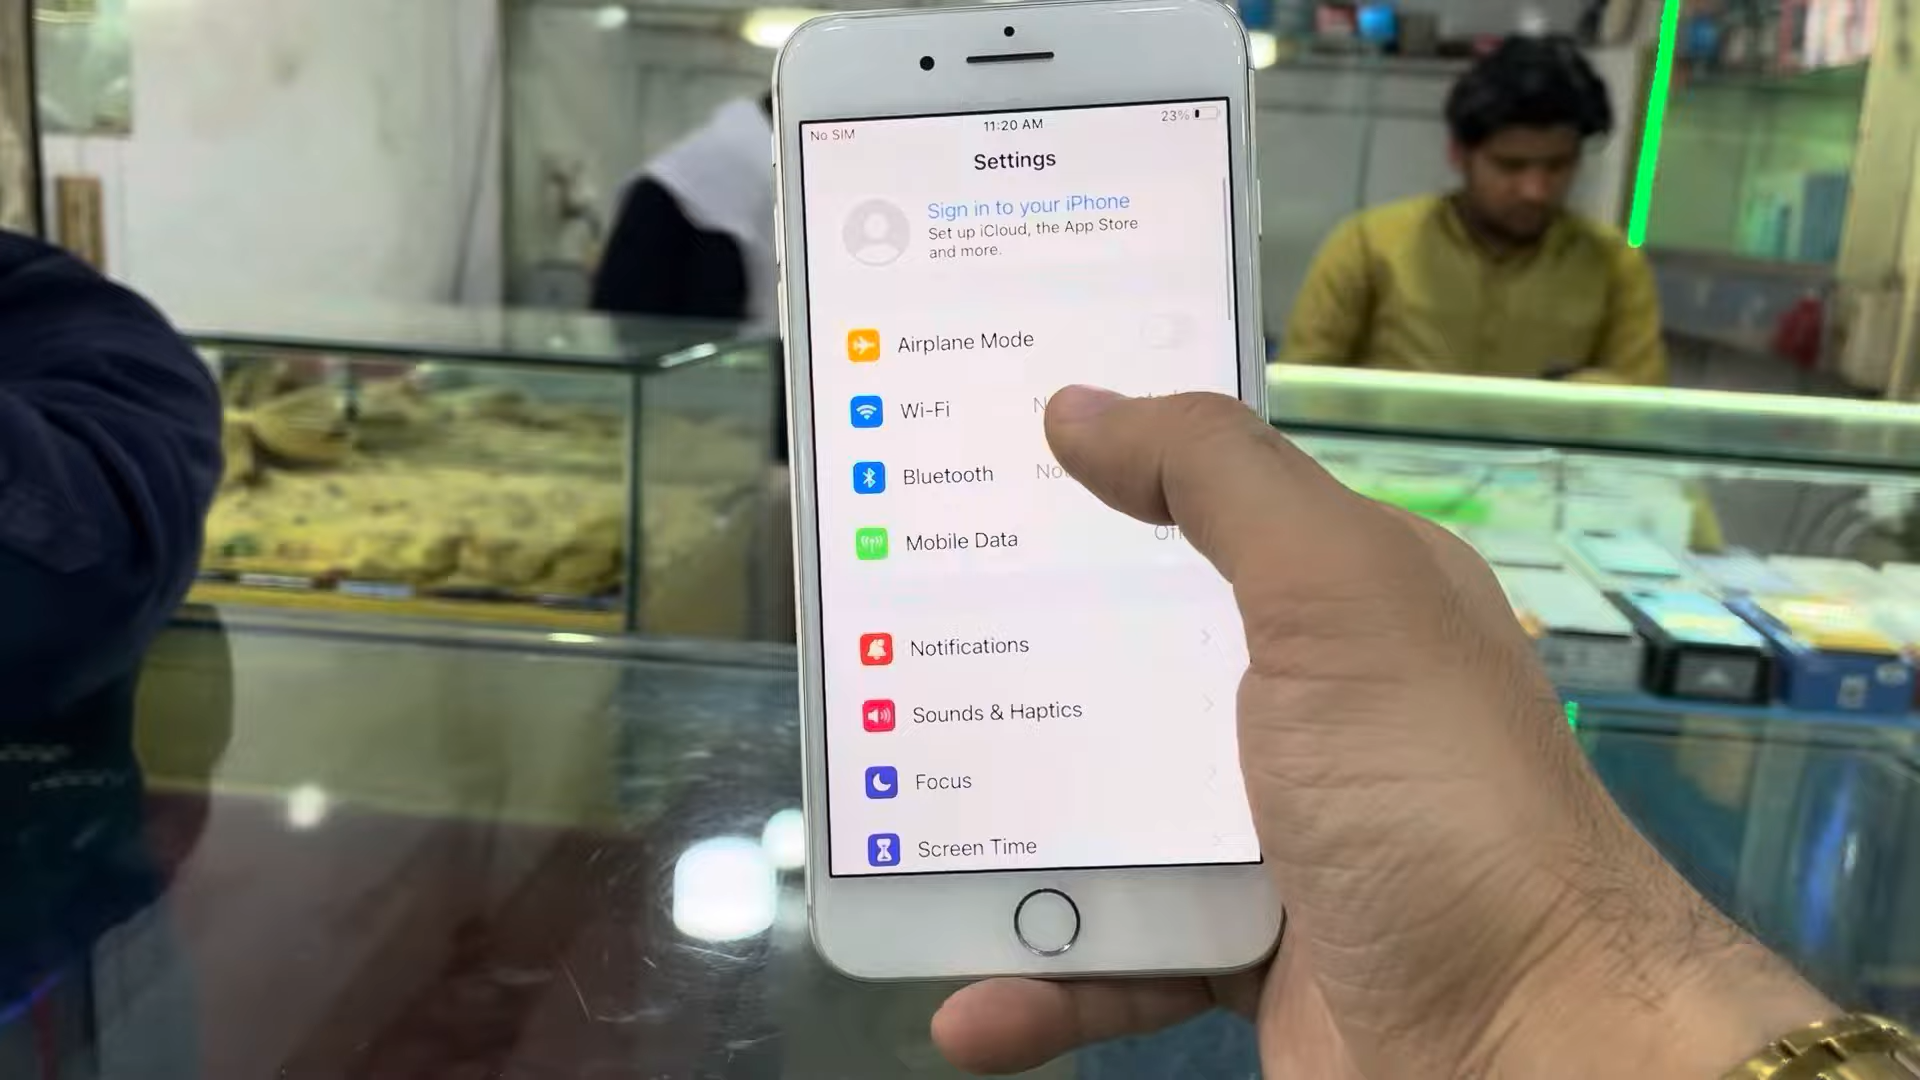 No SIM
11:20 AM
23%
Settings
Sign in to your iPhone
Set up iCloud, the App Store
and more.
Airplane Mode
Wi-Fi
Bluetooth
Mobile Data
Notifications
Sounds & Haptics
Focus
Screen Time